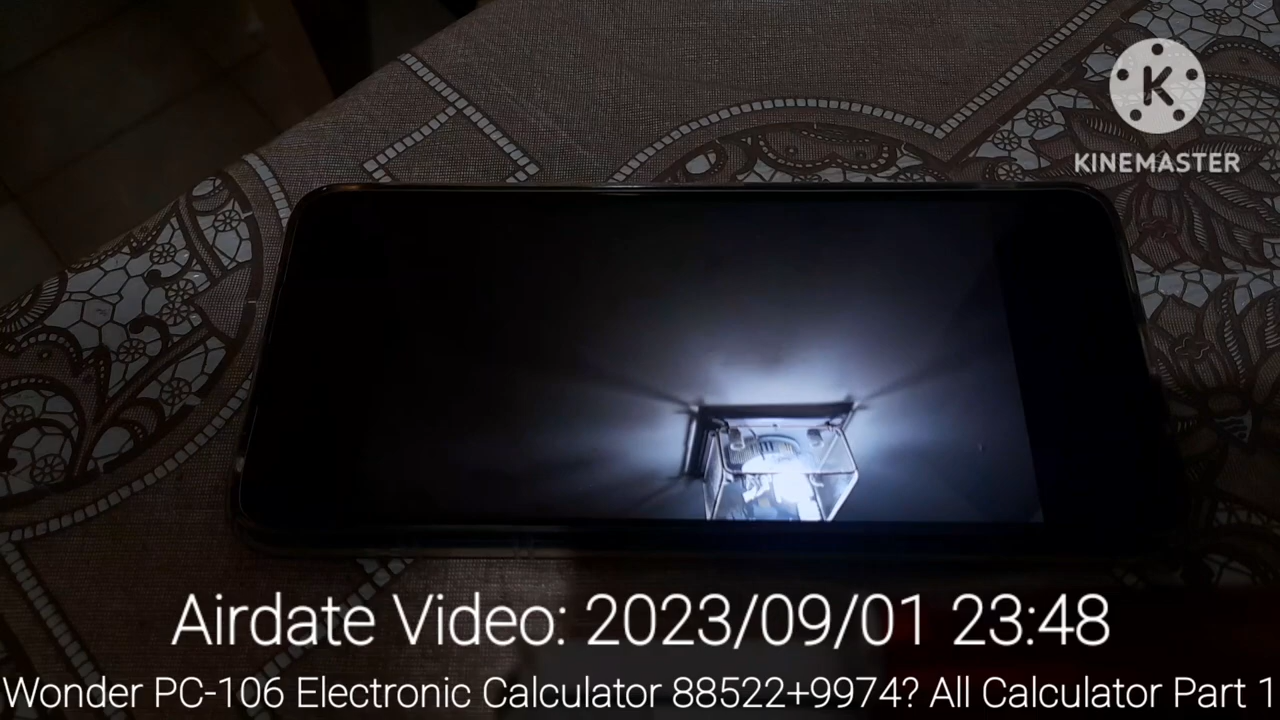 K
KINEMASTER
Airdate Video: 2023/09/01 23:48
Wonder PC-106 Electronic Calculator 88522+9974? All Calculator Part 1